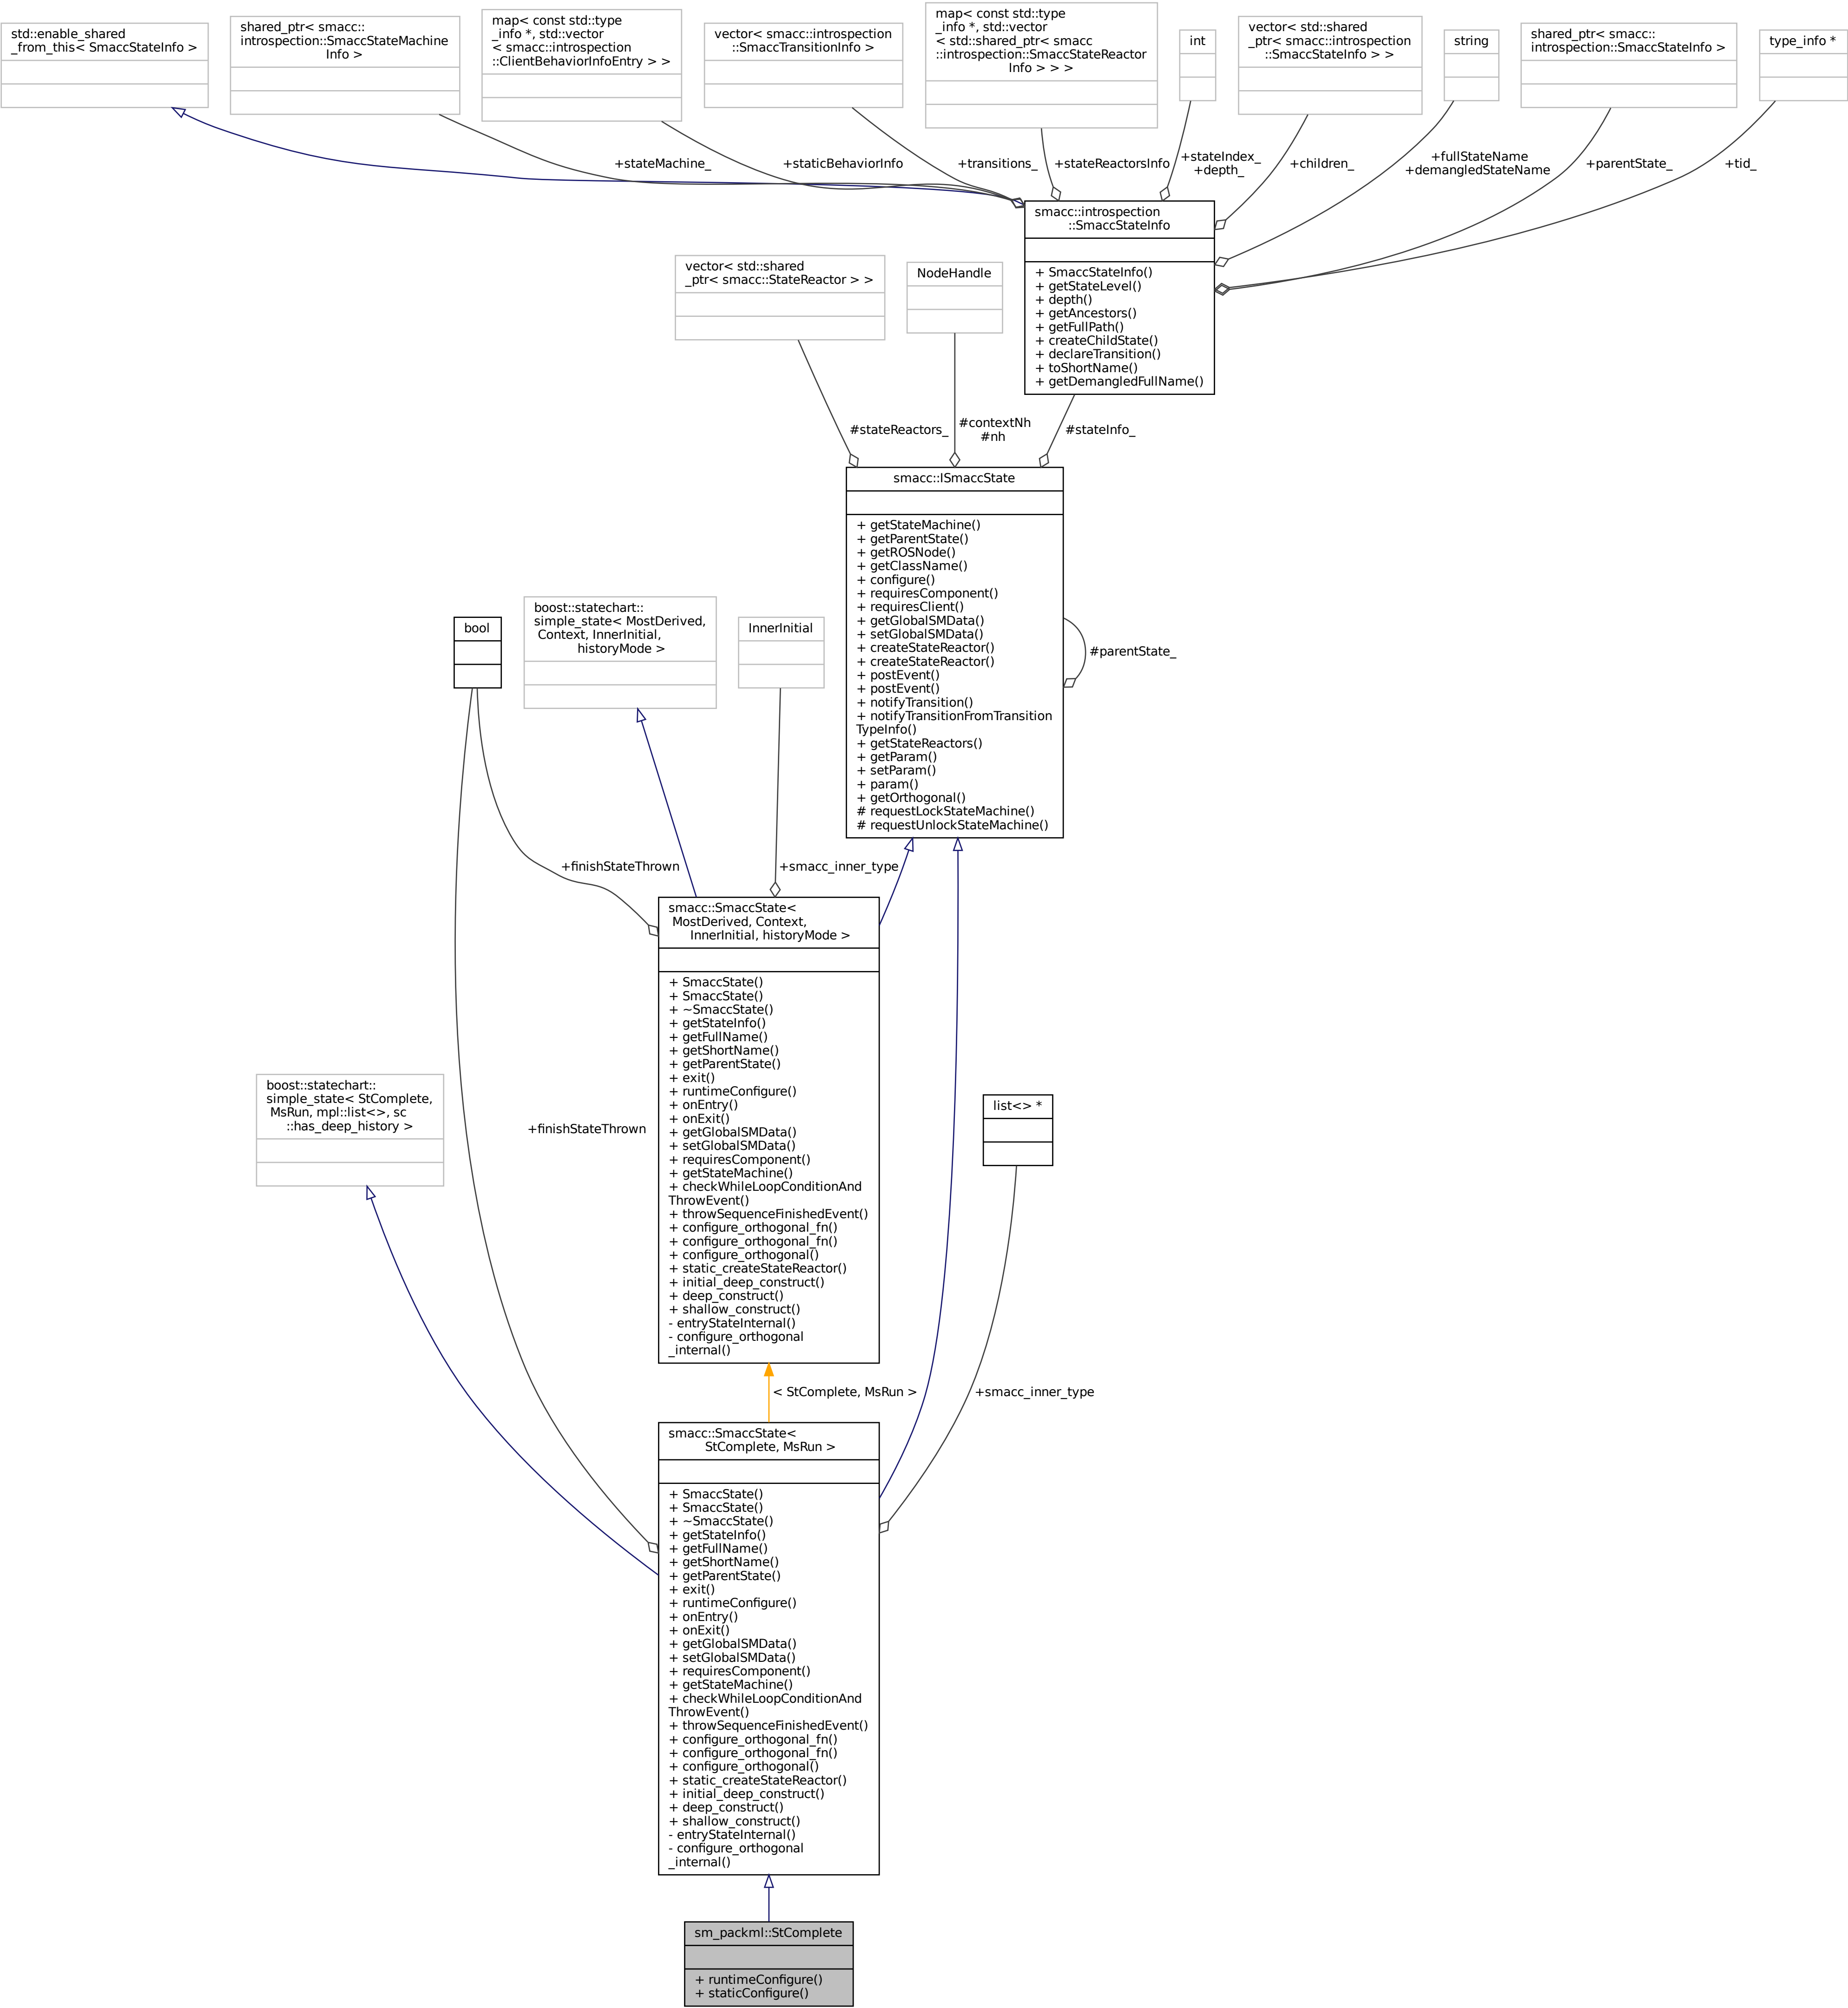 std::enable_shared
_from_this< SmaccStateInfo >
shared_ptr< smacc::
introspection::SmaccStateMachine
Info >
map< const std::type
_info *, std::vector
< smacc::introspection
::ClientBehaviorInfoEntry > >
vector< smacc::introspection
::SmaccTransitionInfo >
map< const std::type
_info *, std::vector
< std::shared_ptr< smacc
::introspection::SmaccStateReactor
Info > > >
int
vector< std::shared
_ptr< smacc::introspection
::SmaccStateInfo > >
string
shared_ptr< smacc::
introspection::SmaccStateInfo >
type_info *
+stateMachine_
+staticBehaviorInfo
+transitions_
+stateReactorsInfo
+stateIndex_
+depth_
+children_
+fullStateName
+demangledStateName
+parentState_
+tid_
smacc::introspection
::SmaccStateInfo
+ SmaccStateInfo()
+ getStateLevel()
+ depth()
+ getAncestors()
+ getFullPath()
+ createChildState()
+ declareTransition()
+ toShortName()
+ getDemangledFullName()
vector< std::shared
_ptr< smacc::StateReactor > >
NodeHandle
#stateReactors_
#contextNh
#nh
#stateInfo_
smacc::ISmaccState
+ getStateMachine()
+ getParentState()
+ getROSNode()
+ getClassName()
+ configure()
+ requiresComponent()
+ requiresClient()
+ getGlobalSMData()
+ setGlobalSMData()
+ createStateReactor()
+ createStateReactor()
+ postEvent()
+ postEvent()
+ notifyTransition()
+ notifyTransitionFromTransition
TypeInfo()
+ getStateReactors()
+ getParam()
+ setParam()
+ param()
+ getOrthogonal()
# requestLockStateMachine()
# requestUnlockStateMachine()
#parentState_
bool
boost::statechart::
simple_state< MostDerived,
Context, InnerInitial,
historyMode >
InnerInitial
+finishStateThrown
+smacc_inner_type
smacc::SmaccState<
MostDerived, Context,
InnerInitial, historyMode >
+ SmaccState()
+ SmaccState()
+ ~SmaccState()
+ getStateInfo()
+ getFullName()
+ getShortName()
+ getParentState()
+ exit()
+ runtimeConfigure()
+ onEntry()
+ onExit()
+ getGlobalSMData()
+ setGlobalSMData()
+ requiresComponent()
+ getStateMachine()
+ checkWhileLoopConditionAnd
ThrowEvent()
+ throwSequenceFinishedEvent()
+ configure_orthogonal_fn()
+ configure_orthogonal_fn()
+ configure_orthogonal()
+ static_createStateReactor()
+ initial_deep_construct()
+ deep_construct()
+ shallow_construct()
- entryStateInternal()
- configure_orthogonal
_internal()
boost::statechart::
simple_state< StComplete,
MsRun, mpl::list<>, sc
::has_deep_history >
+finishStateThrown
list<> *
< StComplete, MsRun >
+smacc_inner_type
smacc::SmaccState<
StComplete, MsRun >
+ SmaccState()
+ SmaccState()
+ ~SmaccState()
+ getStateInfo()
+ getFullName()
+ getShortName()
+ getParentState()
+ exit()
+ runtimeConfigure()
+ onEntry()
+ onExit()
+ getGlobalSMData()
+ setGlobalSMData()
+ requiresComponent()
+ getStateMachine()
+ checkWhileLoopConditionAnd
ThrowEvent()
+ throwSequenceFinishedEvent()
+ configure_orthogonal_fn()
+ configure_orthogonal_fn()
+ configure_orthogonal()
+ static_createStateReactor()
+ initial_deep_construct()
+ deep_construct()
+ shallow_construct()
- entryStateInternal()
- configure_orthogonal
_internal()
sm_packml::StComplete
+ runtimeConfigure()
+ staticConfigure()